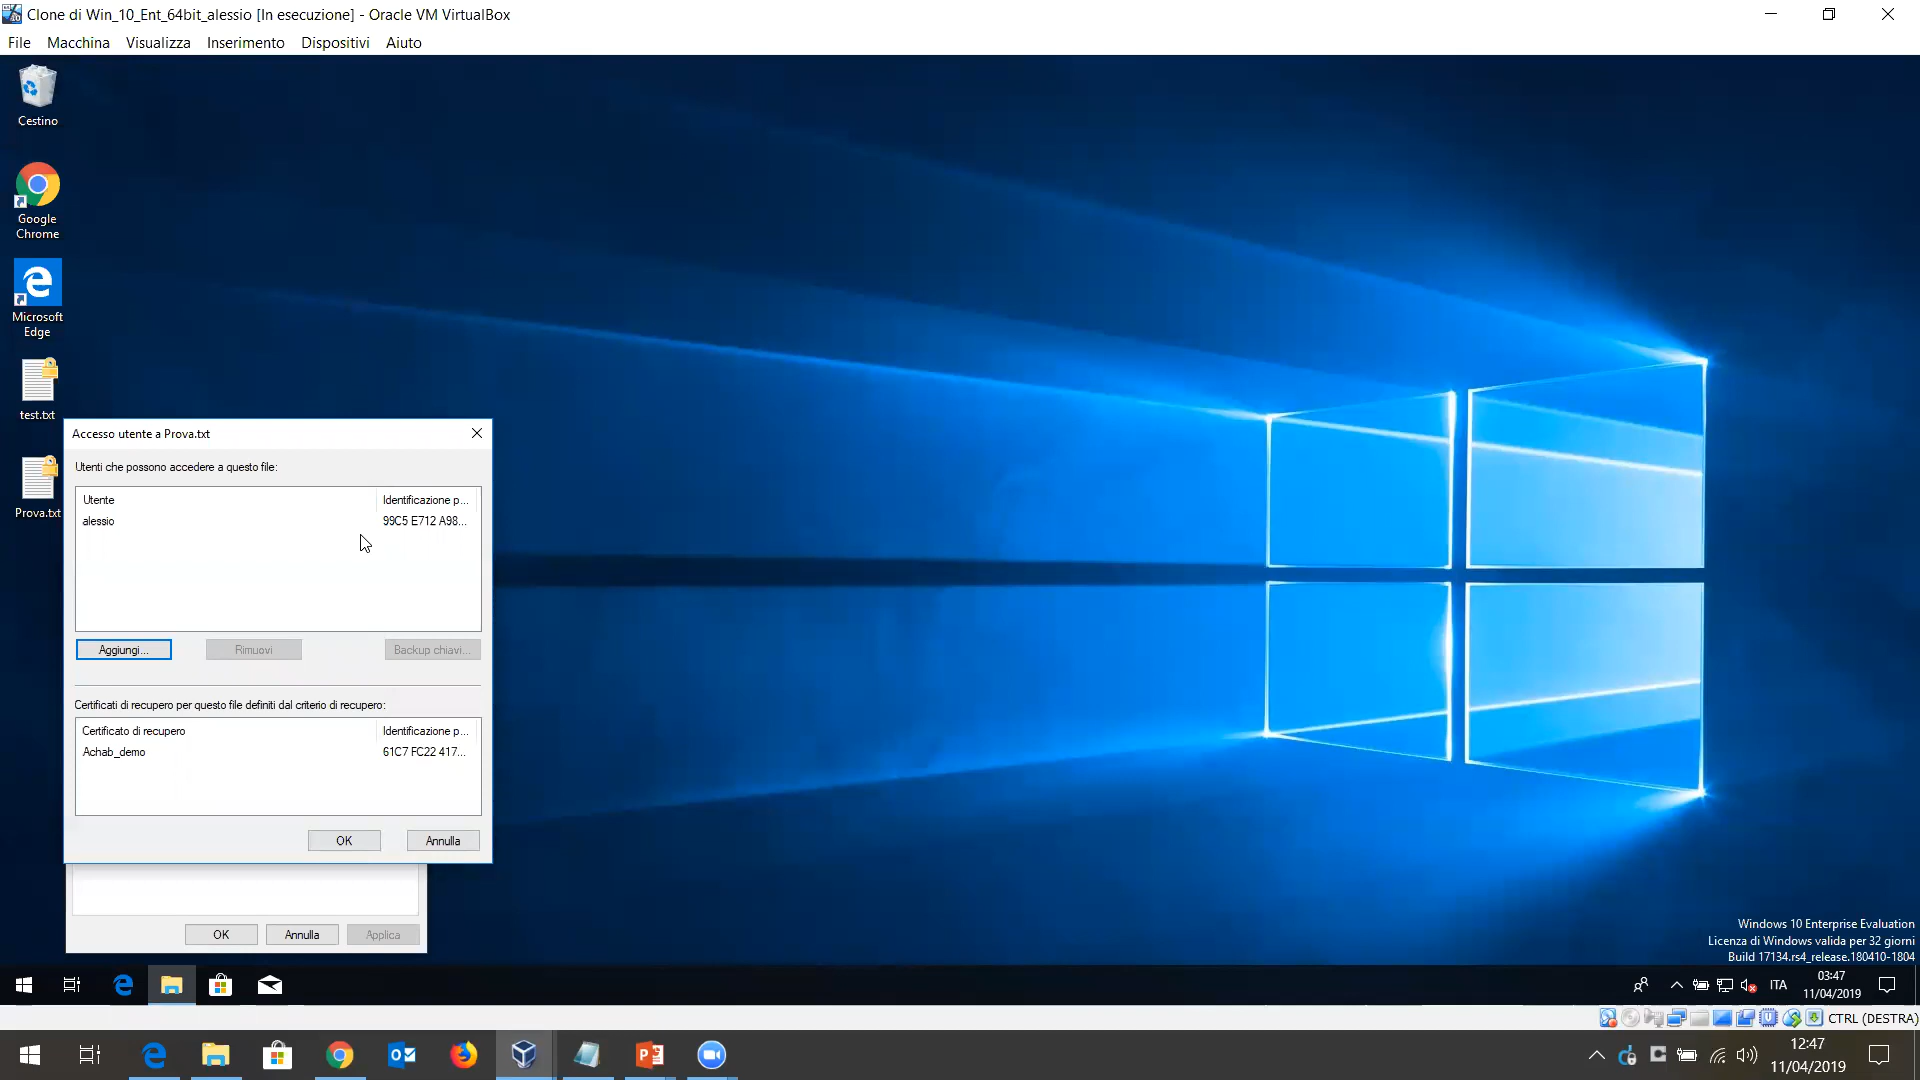 Clone di Win_10_Ent_64bit_alessio [In esecuzione] - Oracle VM VirtualBox
File Macchina Visualizza Inserimento Dispositivi Aiuto
Cestino
Google
Chrome
Microsoft
Edge
test.txt
Prova.txt
Accesso utente a Prova.txt
Utenti che possono accedere a questo file:
Utente Identificazione p...
alessio 99C5 E712 A98...
Aggiungi... Rimuovi Backup chiavi...
Certificati di recupero per questo file definiti dal criterio di recupero:
Certificato di recupero Identificazione p...
Achab_demo 61C7 FC22 417...
OK Annulla
OK Annulla Applica
Windows 10 Enterprise Evaluation
Licenza di Windows valida per 32 giorni
Build 17134.rs4_release.180410-1804
ITA
03:47
11/04/2019
CTRL (DESTRA)
12:47
11/04/2019